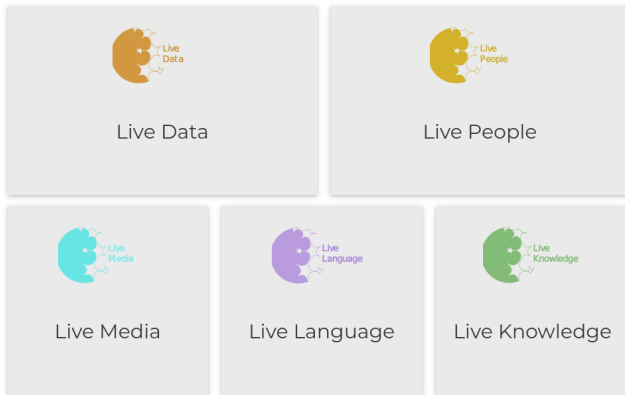 Live
Data
Live Data
Live
People
Live People
Live
Media
Live Media
Live
Language
Live Language
Live
Knowledge
Live Knowledge